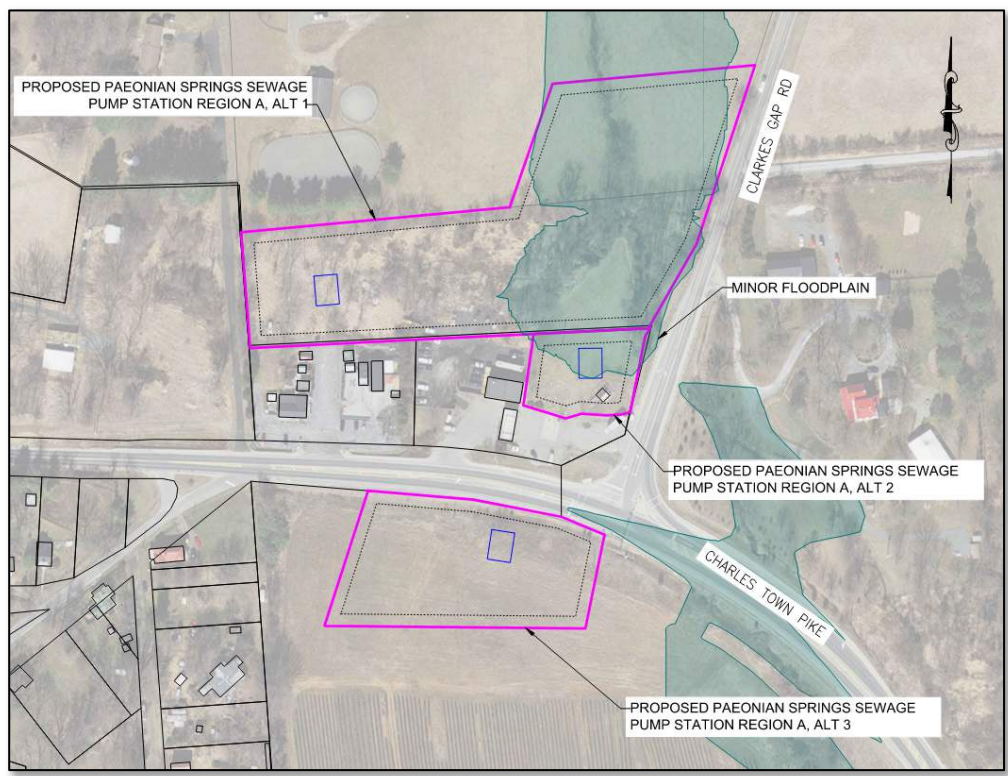 PROPOSED PAEONIAN SPRINGS SEWAGE
PUMP STATION REGION A, ALT 1
CLARKES GAP RD
MINOR FLOODPLAIN
PROPOSED PAEONIAN SPRINGS SEWAGE
PUMP STATION REGION A, ALT 2
CHARLES TOWN PIKE
PROPOSED PAEONIAN SPRINGS SEWAGE
PUMP STATION REGION A, ALT 3